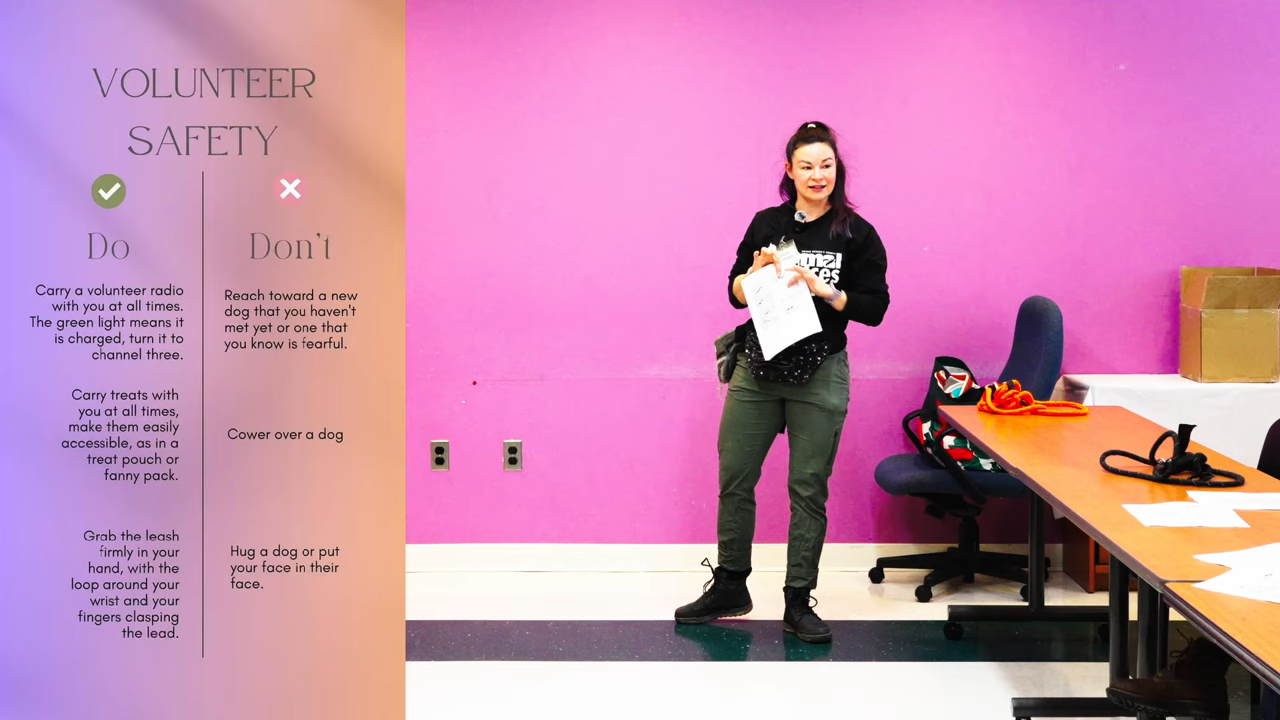 VOLUNTEER
SAFETY
Do
Carry a volunteer radio
with you at all times.
The green light means it
is charged, turn it to
channel three.
Carry treats with
you at all times,
make them easily
accessible, as in a
treat pouch or
fanny pack.
Grab the leash
firmly in your
hand, with the
loop around your
wrist and your
fingers clasping
the lead.
Don't
Reach toward a new
dog that you haven't
met yet or one that
you know is fearful.
Cower over a dog
Hug a dog or put
your face in their
face.